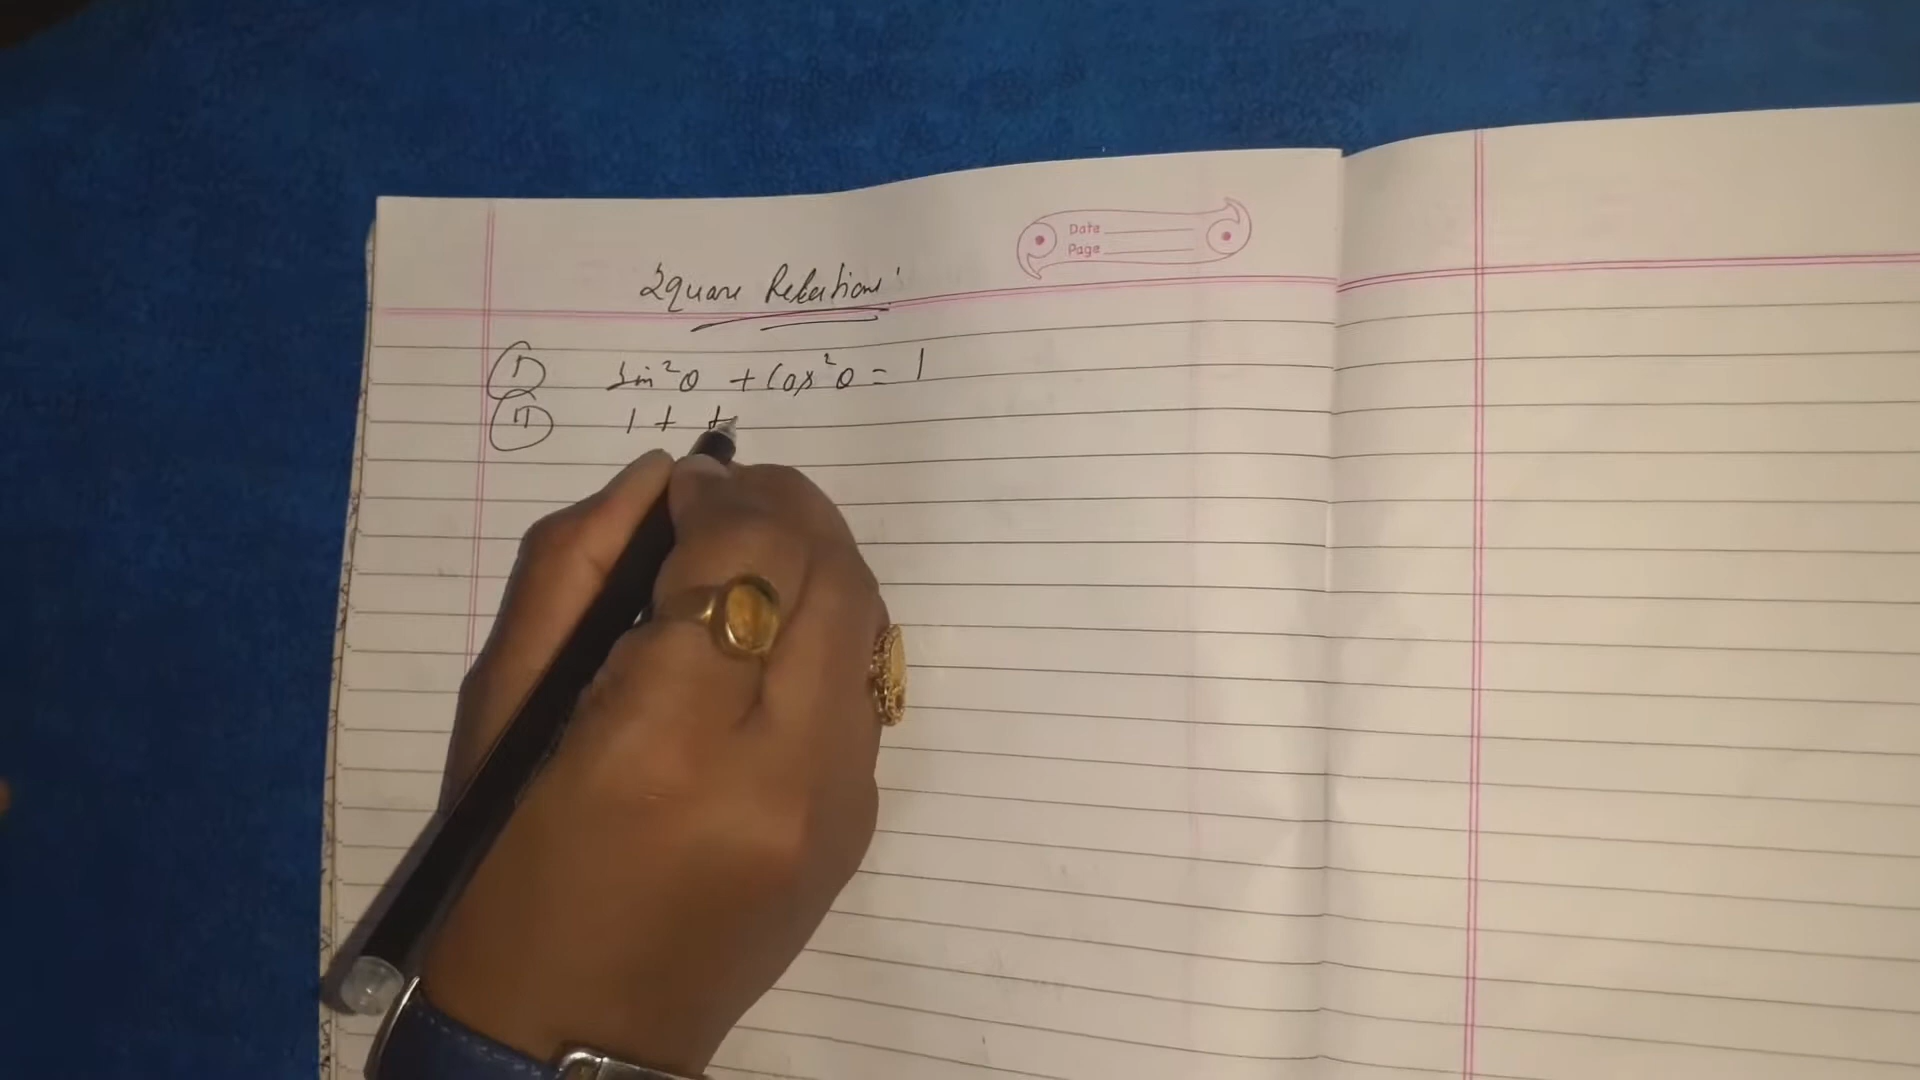 Date
Page
Square Relations:
(I) sin²θ + cos²θ = 1
(II) 1 + t